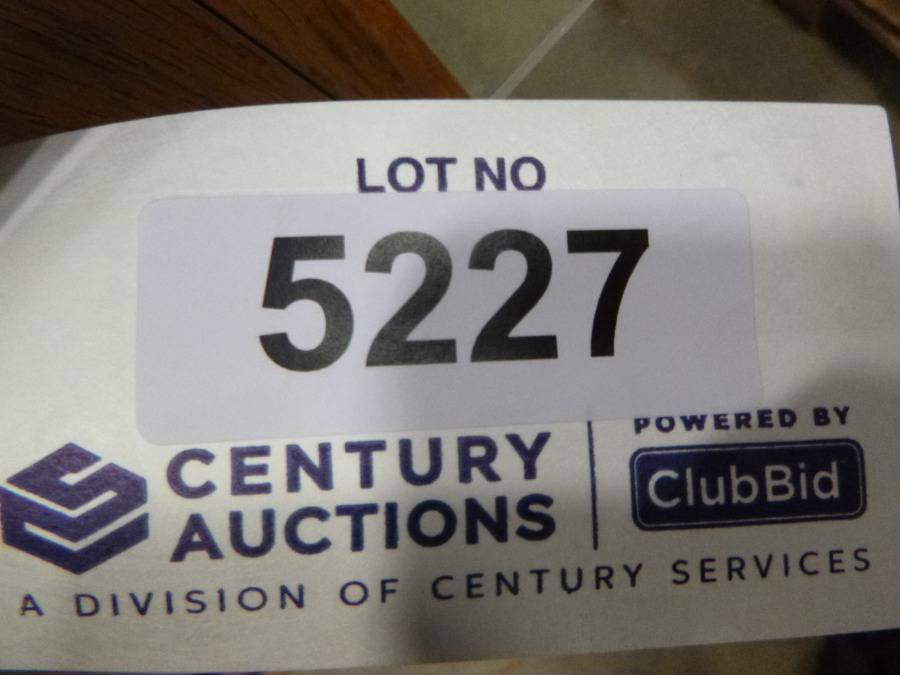 LOT NO
5227
CENTURY
AUCTIONS
POWERED BY
ClubBid
A DIVISION OF CENTURY SERVICES